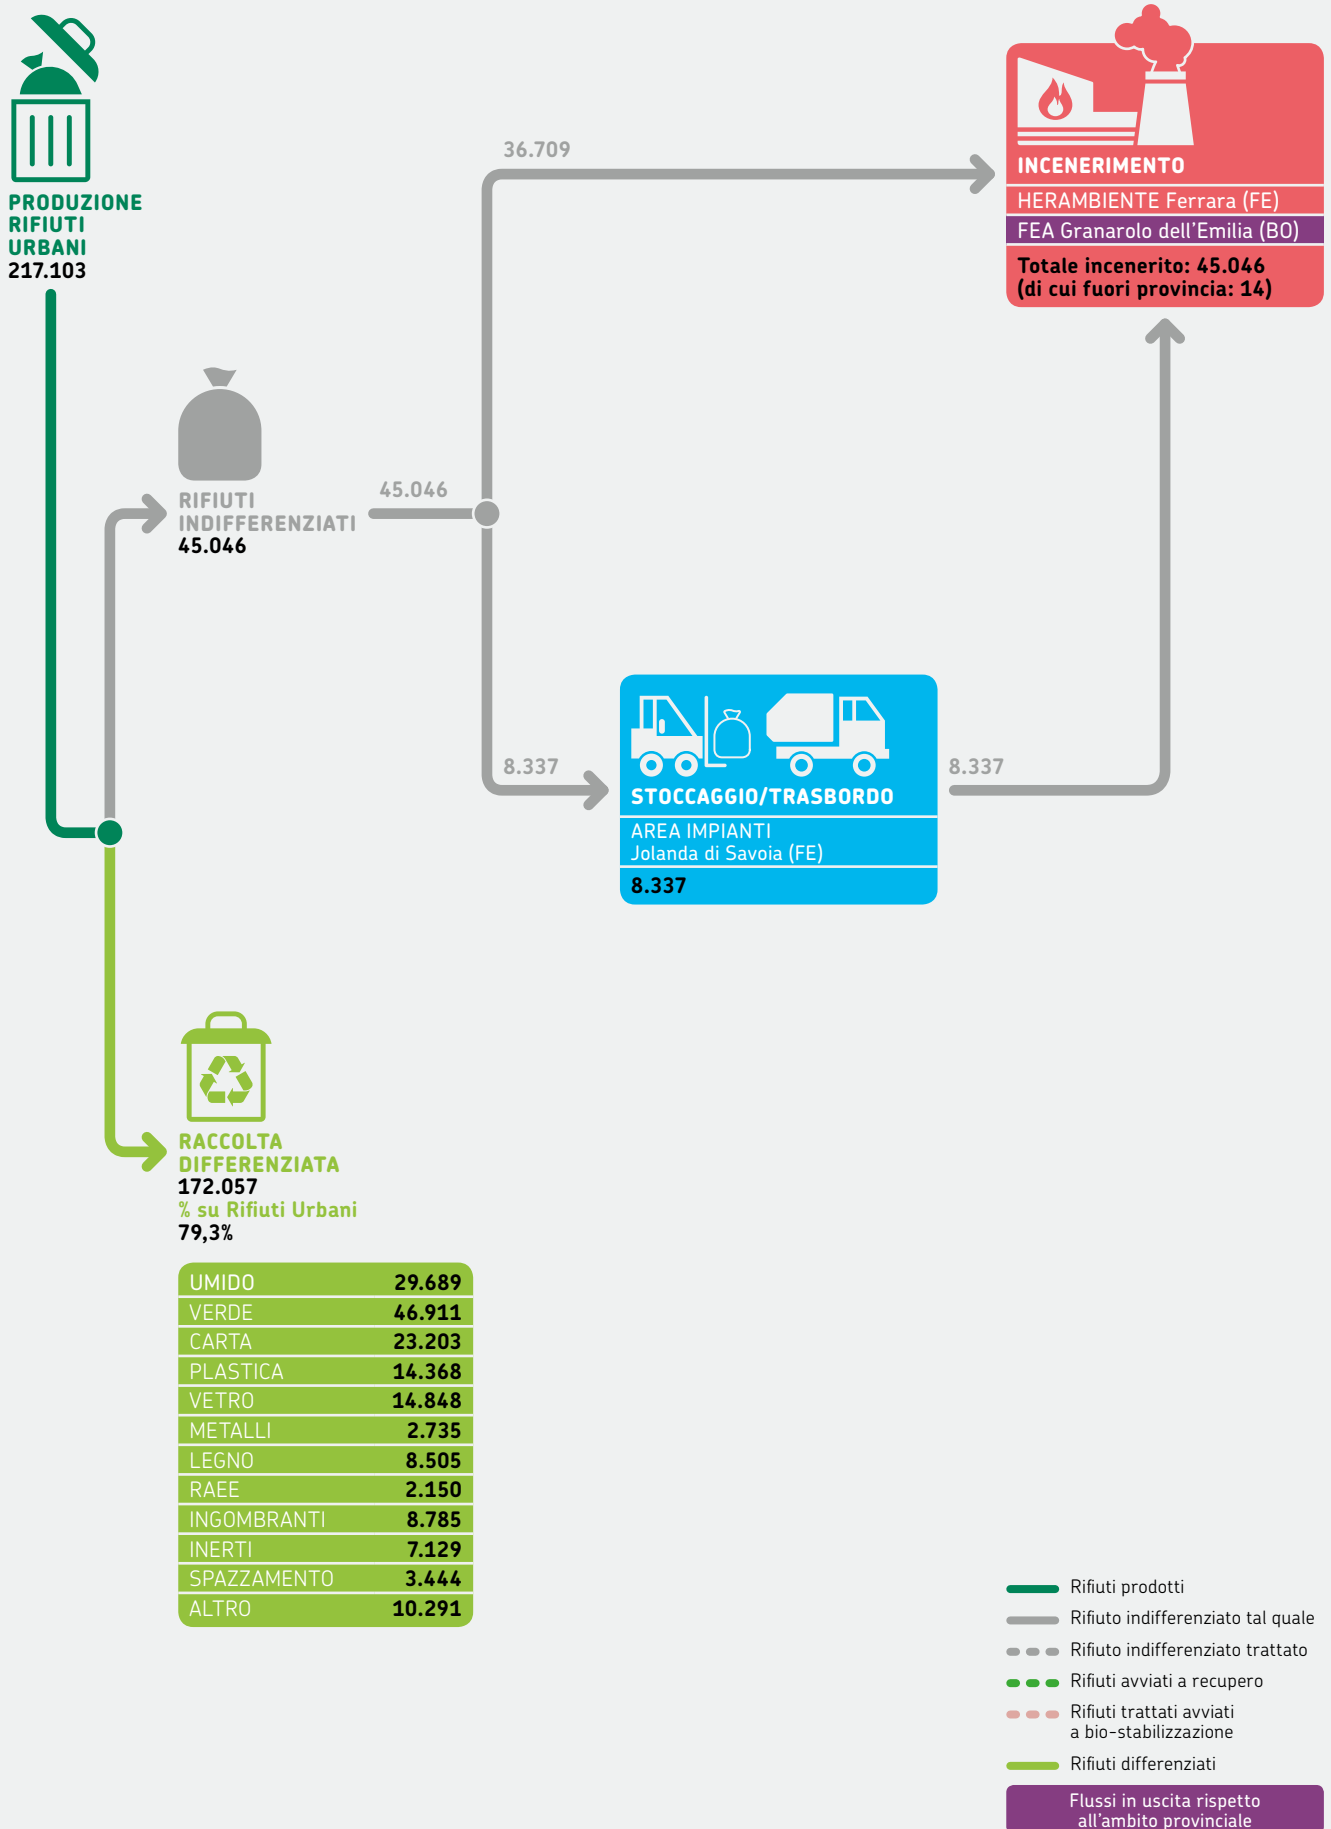 PRODUZIONE
RIFIUTI
URBANI
217.103
36.709
INCENERIMENTO
HERAMBIENTE Ferrara (FE)
FEA Granarolo dell'Emilia (BO)
Totale incenerito: 45.046
(di cui fuori provincia: 14)
RIFIUTI
INDIFFERENZIATI
45.046
45.046
8.337
STOCCAGGIO/TRASBORDO
AREA IMPIANTI
Jolanda di Savoia (FE)
8.337
8.337
RACCOLTA
DIFFERENZIATA
172.057
% su Rifiuti Urbani
79,3%
UMIDO 29.689
VERDE 46.911
CARTA 23.203
PLASTICA 14.368
VETRO 14.848
METALLI 2.735
LEGNO 8.505
RAEE 2.150
INGOMBRANTI 8.785
INERTI 7.129
SPAZZAMENTO 3.444
ALTRO 10.291
Rifiuti prodotti
Rifiuto indifferenziato tal quale
Rifiuto indifferenziato trattato
Rifiuti avviati a recupero
Rifiuti trattati avviati
a bio-stabilizzazione
Rifiuti differenziati
Flussi in uscita rispetto
all'ambito provinciale